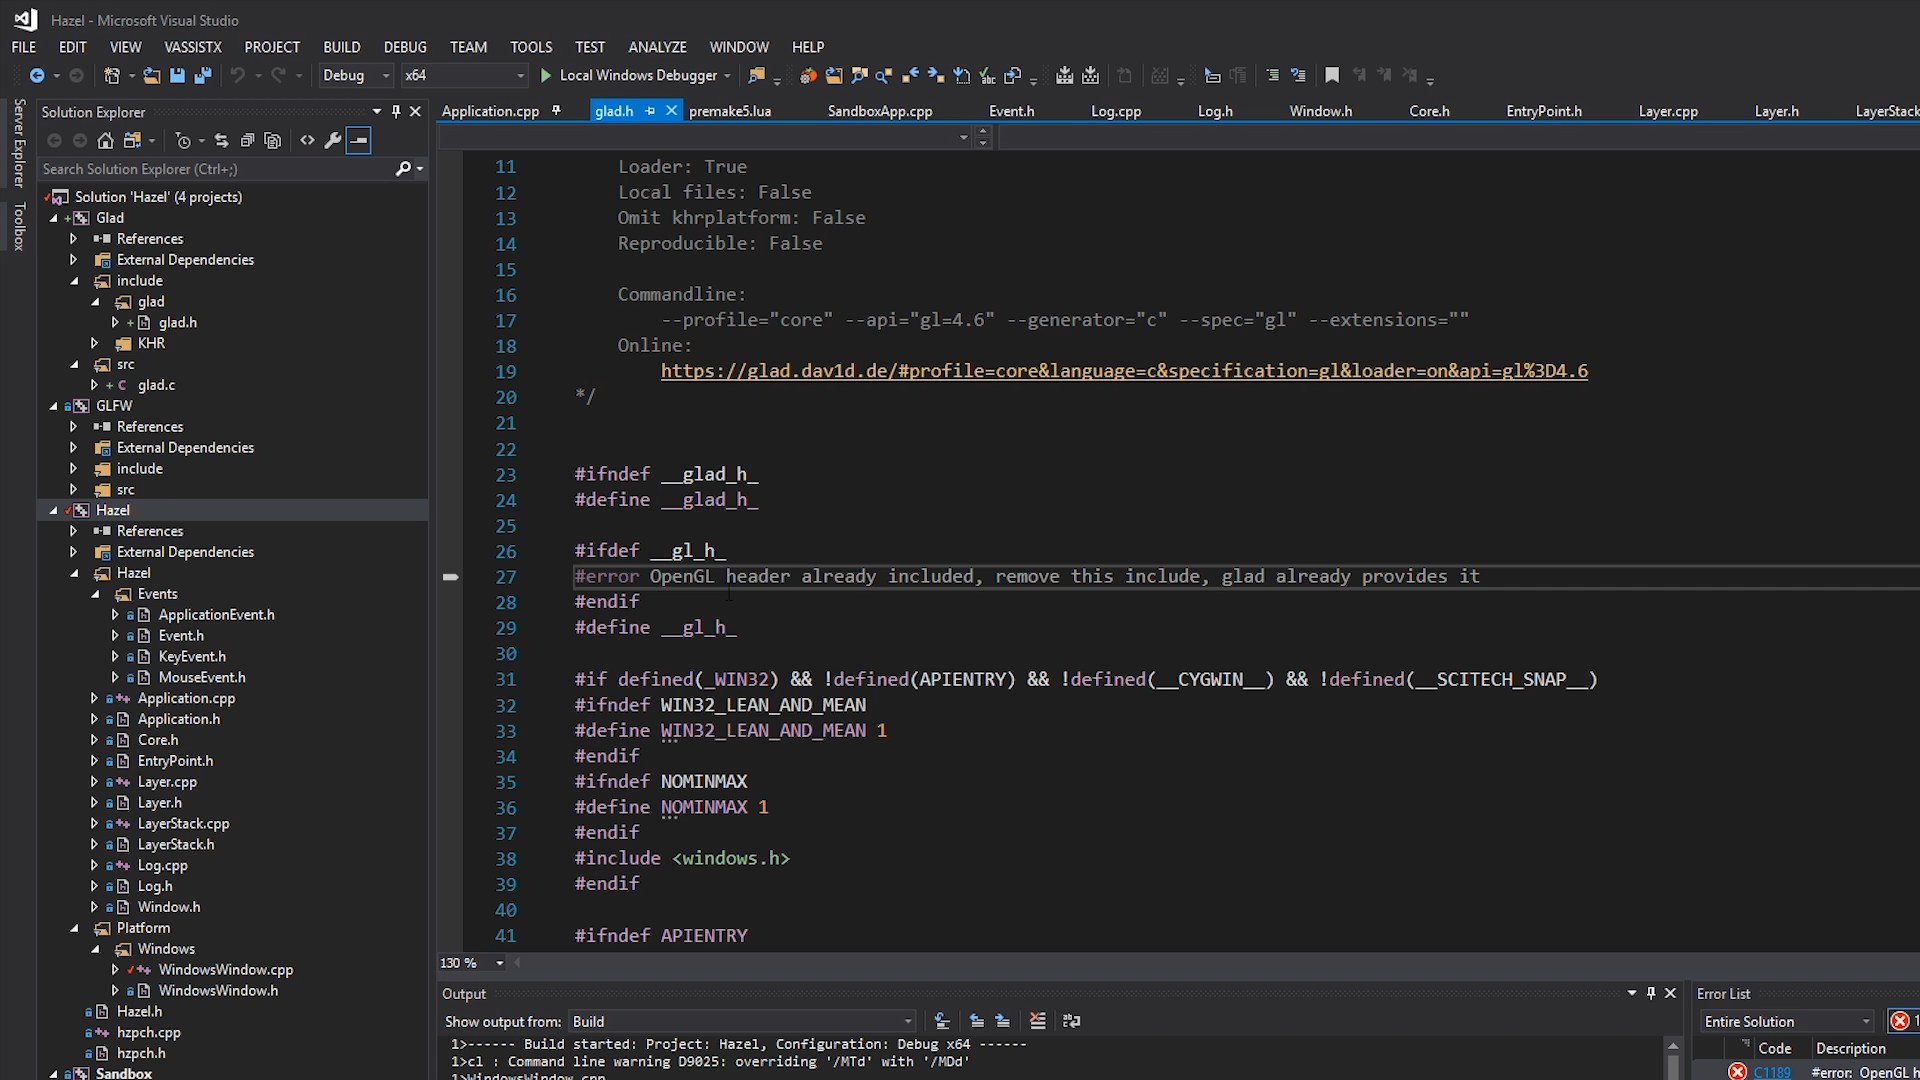 Hazel - Microsoft Visual Studio
FILE EDIT VIEW VASSISTX PROJECT BUILD DEBUG TEAM TOOLS TEST ANALYZE WINDOW HELP
Debug x64 Local Windows Debugger
Server Explorer
Toolbox
Solution Explorer
Search Solution Explorer (Ctrl+;)
Solution 'Hazel' (4 projects)
Glad
References
External Dependencies
include
glad
glad.h
KHR
src
glad.c
GLFW
References
External Dependencies
include
src
Hazel
References
External Dependencies
Hazel
Events
ApplicationEvent.h
Event.h
KeyEvent.h
MouseEvent.h
Application.cpp
Application.h
Core.h
EntryPoint.h
Layer.cpp
Layer.h
LayerStack.cpp
LayerStack.h
Log.cpp
Log.h
Window.h
Platform
Windows
WindowsWindow.cpp
WindowsWindow.h
Hazel.h
hzpch.cpp
hzpch.h
Sandbox
Application.cpp glad.h premake5.lua SandboxApp.cpp Event.h Log.cpp Log.h Window.h Core.h EntryPoint.h Layer.cpp Layer.h LayerStack
11 Loader: True
12 Local files: False
13 Omit khrplatform: False
14 Reproducible: False
15
16 Commandline:
17 --profile="core" --api="gl=4.6" --generator="c" --spec="gl" --extensions=""
18 Online:
19 https://glad.dav1d.de/#profile=core&language=c&specification=gl&loader=on&api=gl%3D4.6
20 */
21
22
23 #ifndef __glad_h_
24 #define __glad_h_
25
26 #ifdef __gl_h_
27 #error OpenGL header already included, remove this include, glad already provides it
28 #endif
29 #define __gl_h_
30
31 #if defined(_WIN32) && !defined(APIENTRY) && !defined(__CYGWIN__) && !defined(__SCITECH_SNAP__)
32 #ifndef WIN32_LEAN_AND_MEAN
33 #define WIN32_LEAN_AND_MEAN 1
34 #endif
35 #ifndef NOMINMAX
36 #define NOMINMAX 1
37 #endif
38 #include <windows.h>
39 #endif
40
41 #ifndef APIENTRY
130 %
Output
Show output from: Build
1>------ Build started: Project: Hazel, Configuration: Debug x64 ------
1>cl : Command line warning D9025: overriding '/MTd' with '/MDd'
1>WindowsWindow.cpp
Error List
Entire Solution 1
Code Description
C1189 #error: OpenGL h